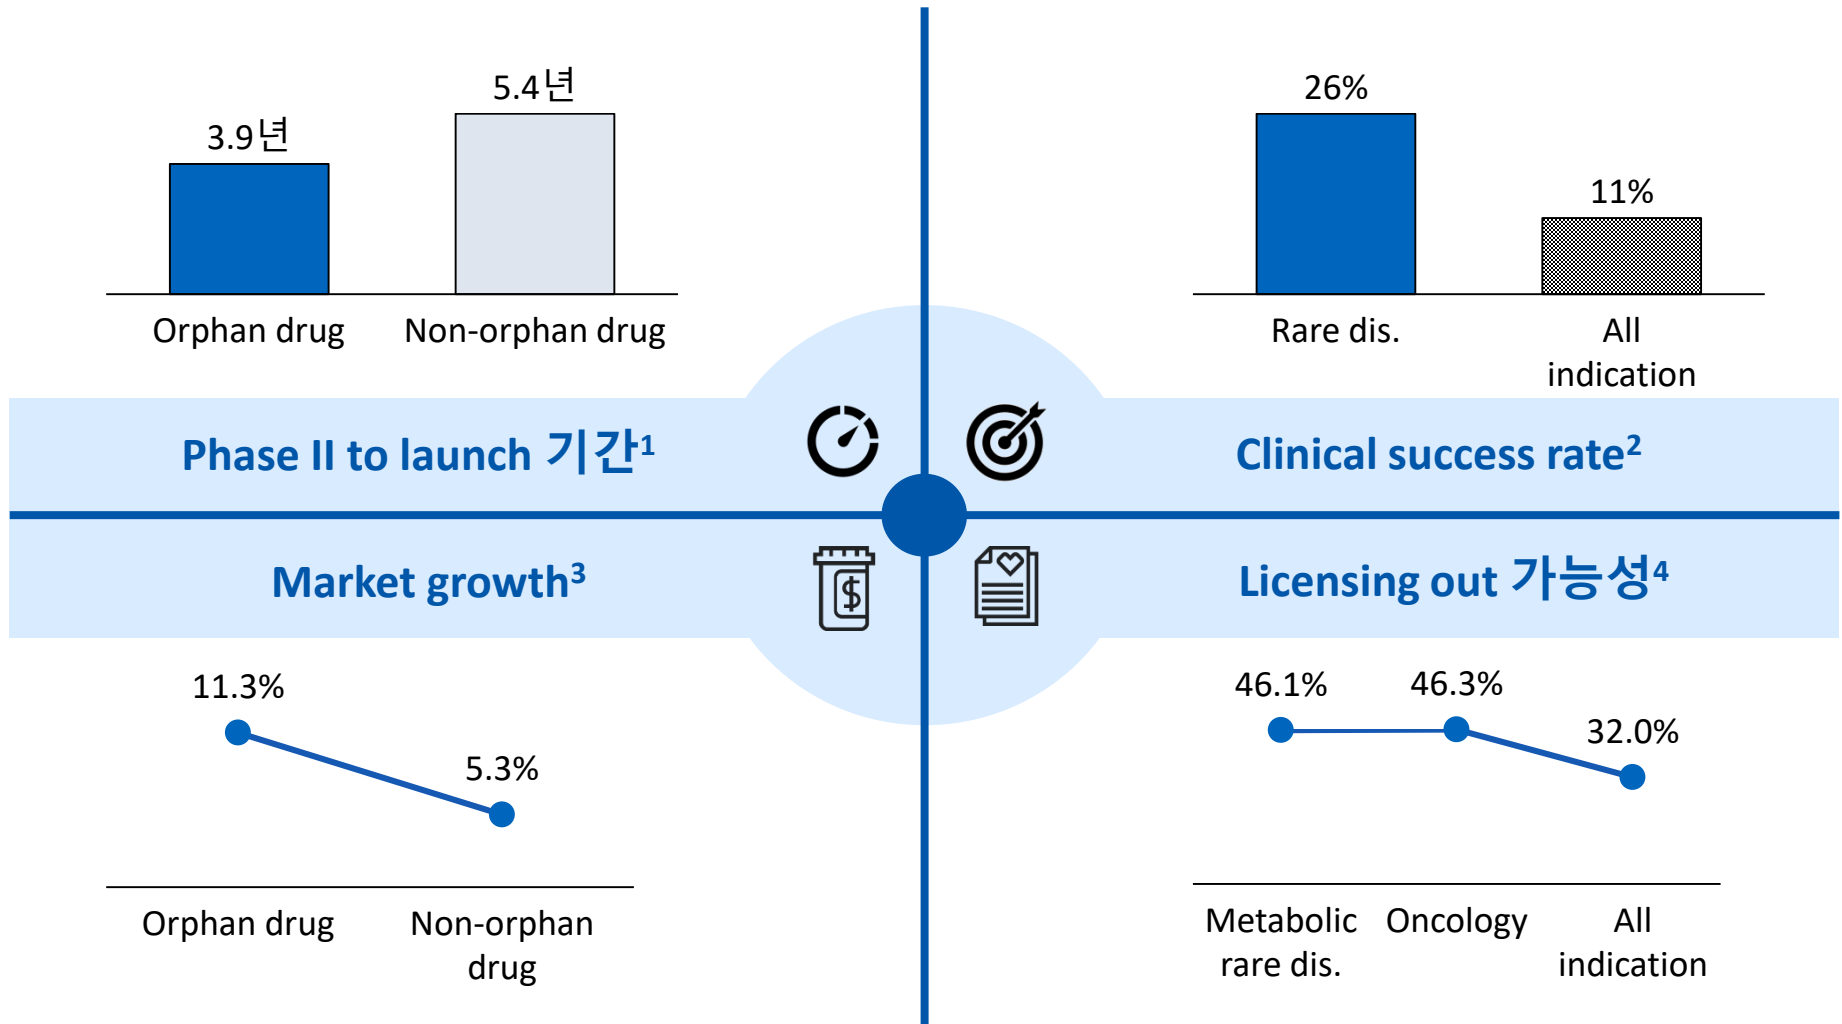 3.9년
5.4년
Orphan drug
Non-orphan drug
26%
11%
Rare dis.
All
indication
Phase II to launch 기간¹
Clinical success rate²
Market growth³
Licensing out 가능성⁴
11.3%
5.3%
Orphan drug
Non-orphan
drug
46.1%
46.3%
32.0%
Metabolic
rare dis.
Oncology
All
indication
$